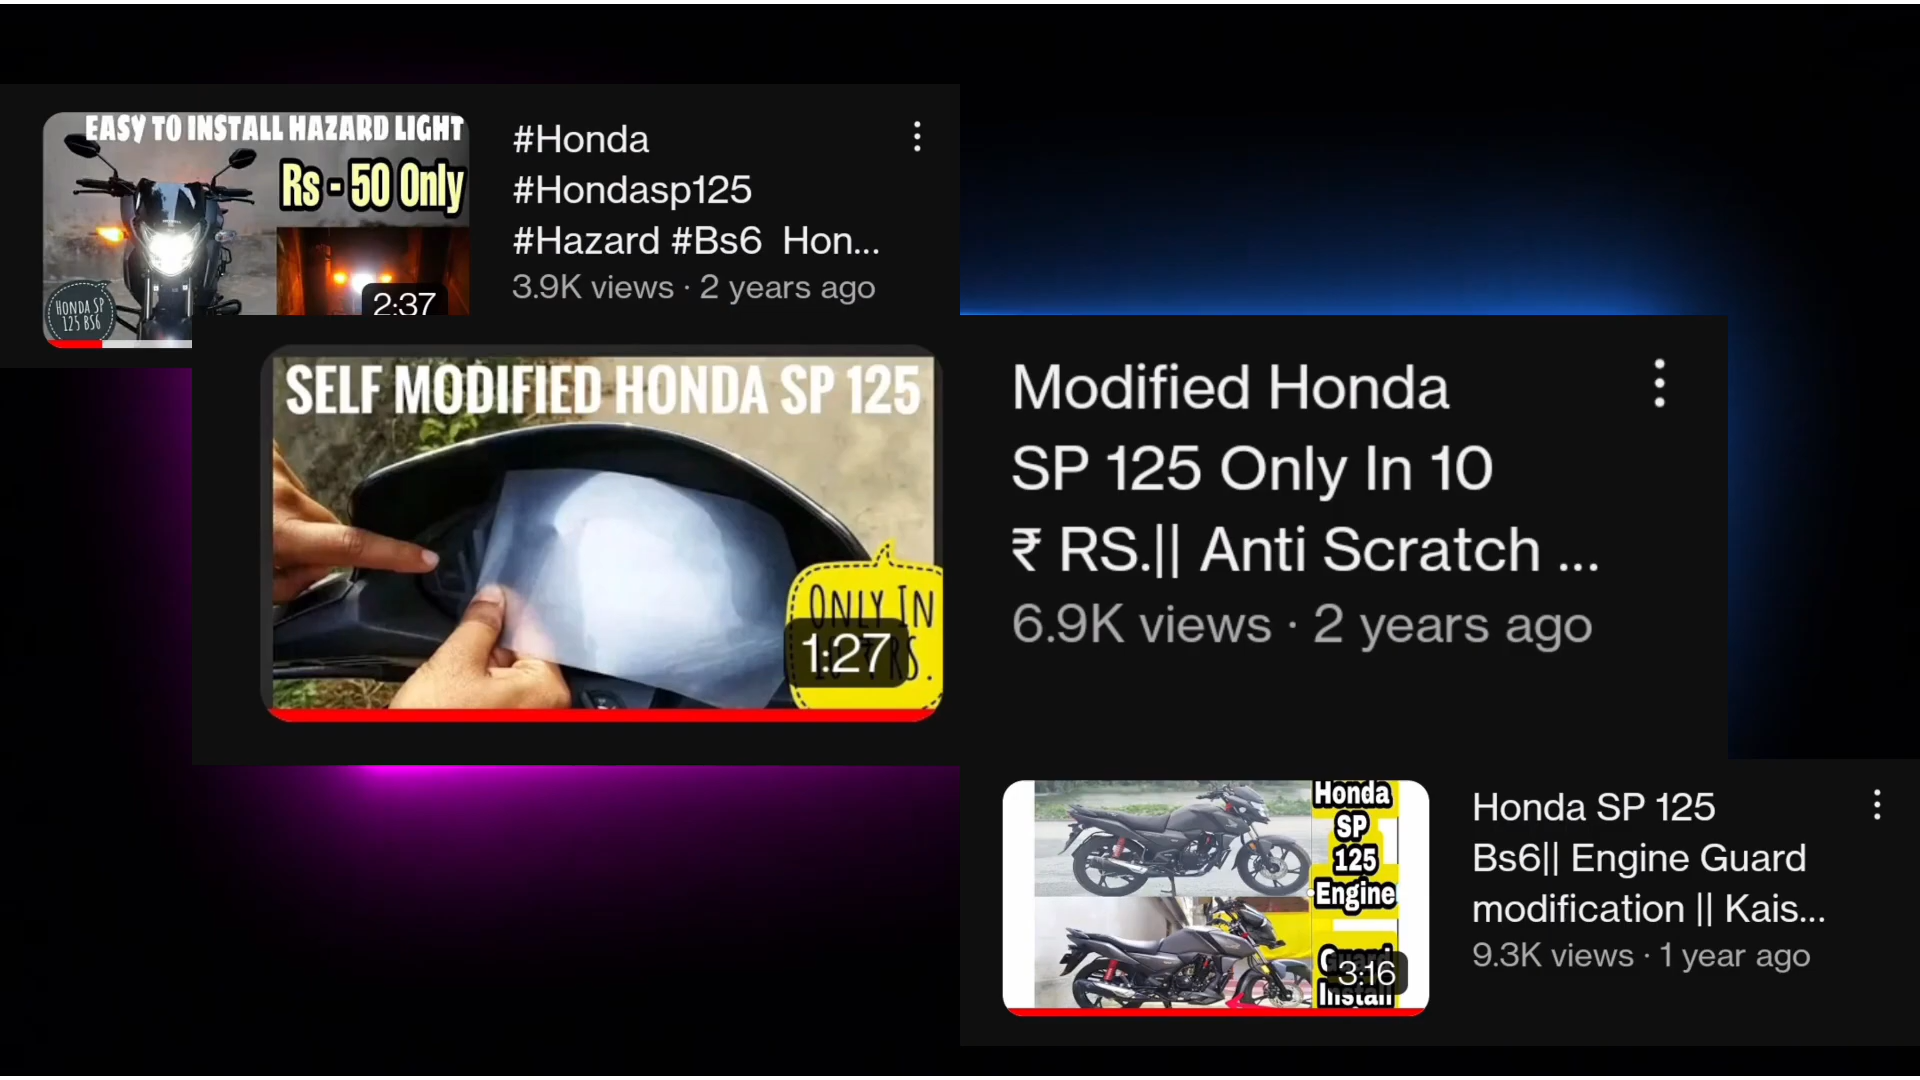 EASY TO INSTALL HAZARD LIGHT
Rs - 50 Only
HONDA SP
125 BS6
2:37
#Honda
#Hondasp125
#Hazard #Bs6 Hon...
3.9K views · 2 years ago
SELF MODIFIED HONDA SP 125
ONLY IN
RS.
1:27
Modified Honda
SP 125 Only In 10
₹ RS.|| Anti Scratch ...
6.9K views · 2 years ago
Honda
SP
125
Engine
Guard
Install
3:16
Honda SP 125
Bs6|| Engine Guard
modification || Kais...
9.3K views · 1 year ago